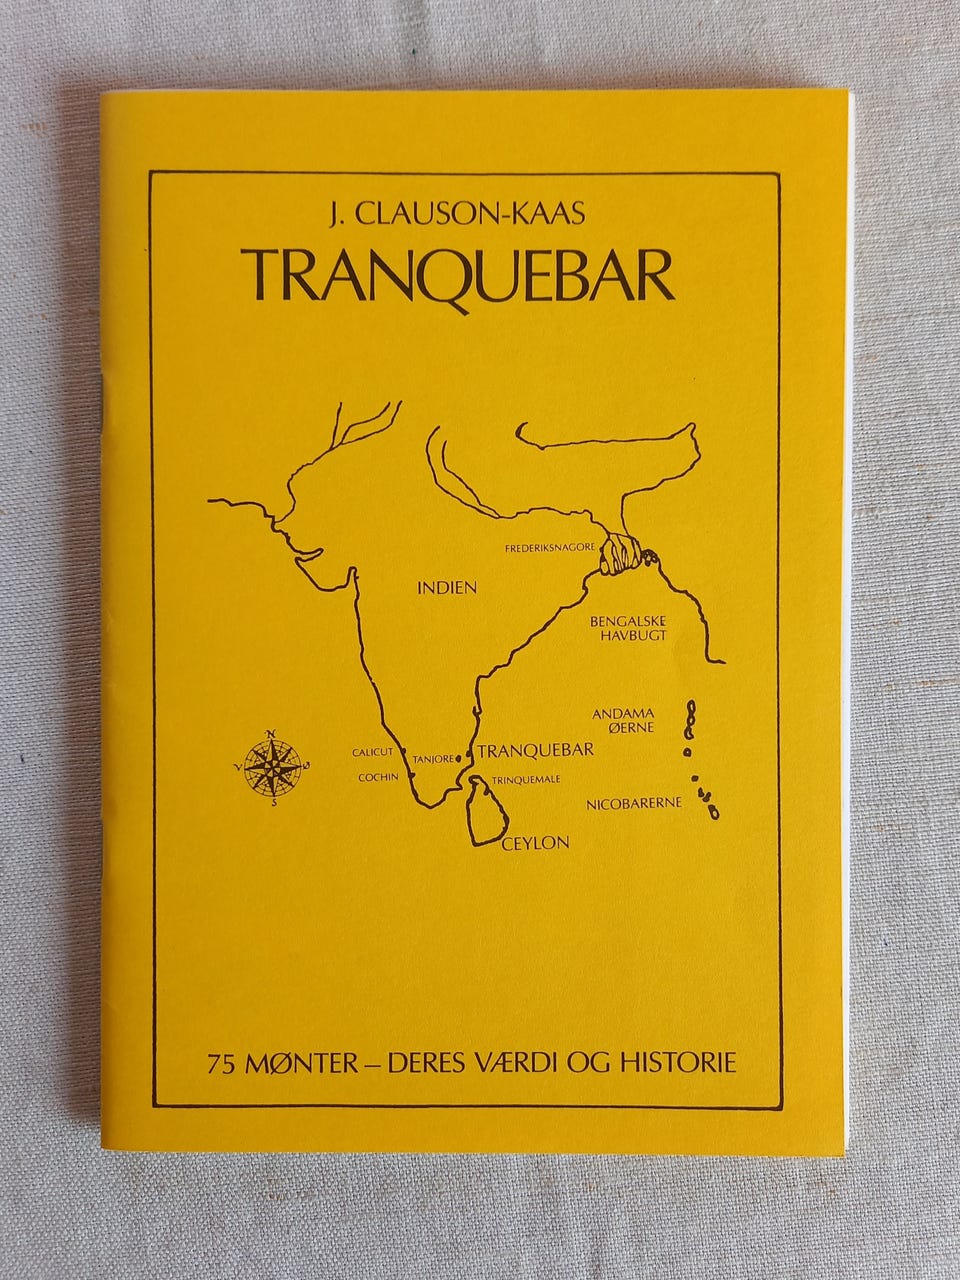 J. CLAUSON-KAAS
TRANQUEBAR
FREDERIKSNAGORE
INDIEN
BENGALSKE
HAVBUGT
ANDAMA
ØERNE
N
V
Ø
S
CALICUT
TANJORE
TRANQUEBAR
COCHIN
TRINQUEMALE
NICOBARERNE
CEYLON
75 MØNTER – DERES VÆRDI OG HISTORIE